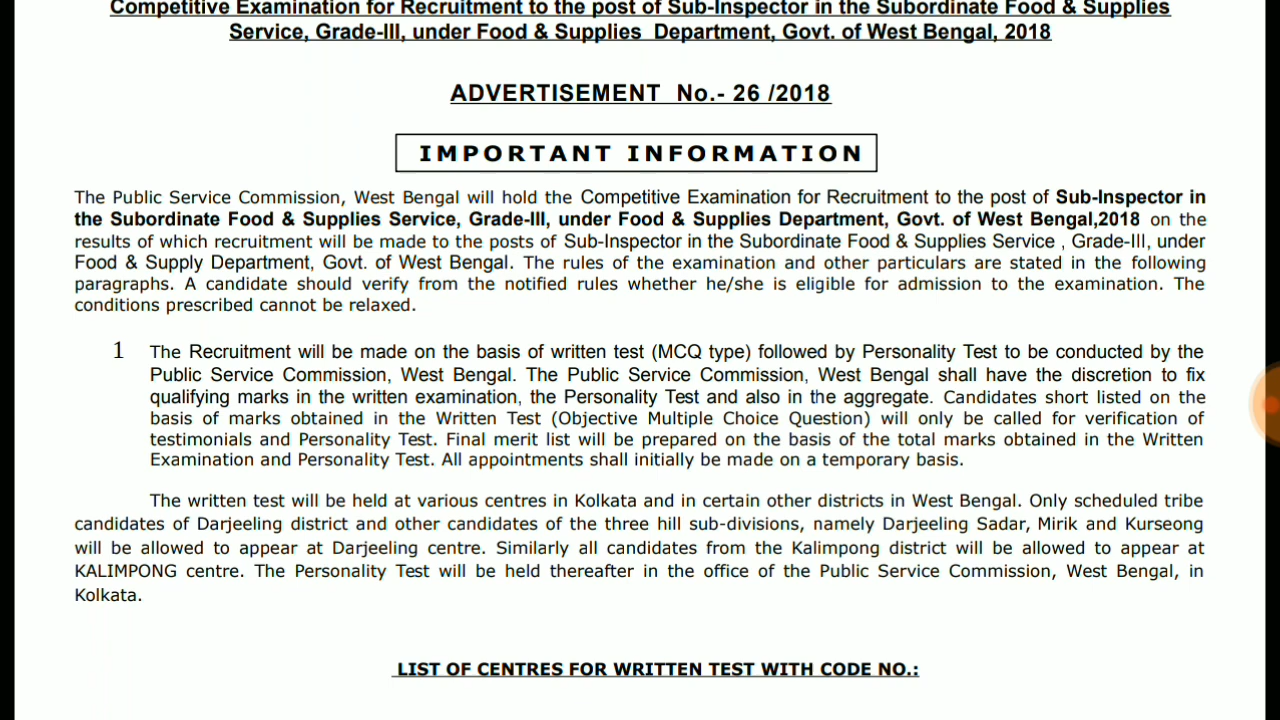 Competitive Examination for Recruitment to the post of Sub-Inspector in the Subordinate Food & Supplies
Service, Grade-III, under Food & Supplies Department, Govt. of West Bengal, 2018
ADVERTISEMENT No.- 26 /2018
IMPORTANT INFORMATION
The Public Service Commission, West Bengal will hold the Competitive Examination for Recruitment to the post of Sub-Inspector in
the Subordinate Food & Supplies Service, Grade-III, under Food & Supplies Department, Govt. of West Bengal,2018 on the
results of which recruitment will be made to the posts of Sub-Inspector in the Subordinate Food & Supplies Service , Grade-III, under
Food & Supply Department, Govt. of West Bengal. The rules of the examination and other particulars are stated in the following
paragraphs. A candidate should verify from the notified rules whether he/she is eligible for admission to the examination. The
conditions prescribed cannot be relaxed.
1 The Recruitment will be made on the basis of written test (MCQ type) followed by Personality Test to be conducted by the
Public Service Commission, West Bengal. The Public Service Commission, West Bengal shall have the discretion to fix
qualifying marks in the written examination, the Personality Test and also in the aggregate. Candidates short listed on the
basis of marks obtained in the Written Test (Objective Multiple Choice Question) will only be called for verification of
testimonials and Personality Test. Final merit list will be prepared on the basis of the total marks obtained in the Written
Examination and Personality Test. All appointments shall initially be made on a temporary basis.
The written test will be held at various centres in Kolkata and in certain other districts in West Bengal. Only scheduled tribe
candidates of Darjeeling district and other candidates of the three hill sub-divisions, namely Darjeeling Sadar, Mirik and Kurseong
will be allowed to appear at Darjeeling centre. Similarly all candidates from the Kalimpong district will be allowed to appear at
KALIMPONG centre. The Personality Test will be held thereafter in the office of the Public Service Commission, West Bengal, in
Kolkata.
LIST OF CENTRES FOR WRITTEN TEST WITH CODE NO.: